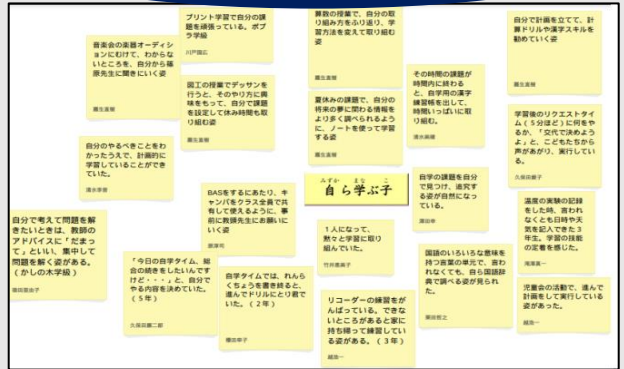 プリント学習で自分の課
題を頑張っている。ポプ
ラ学級
算数の授業で、自分の取
り組み方をふり返り、学
習方法を変えて取り組む
姿
自分で計画を立てて、計
算ドリルや漢字スキルを
勧めていく姿
音楽会の楽器オーディシ
ョンにむけて、わからな
いところを、自分から篠
原先生に聞きにいく姿
図工の授業でデッサンを
行うと、そのやり方に興
味をもって、自分で課題
を設定して休み時間も取
り組む姿
夏休みの課題で、自分の
将来の夢に関わる情報を
より多く調べられるよう
に、ノートを使って学習
する姿
その時間の課題が
時間内に終わる
と、自学用の漢字
練習帳を出して、
時間いっぱいに取
り組む。
学習後のリクエストタイ
ム（５分ほど）に何をや
るか、「交代で決めよう
よ」と、こどもたちから
声があがり、実行してい
る。
自分のやるべきことをわ
かったうえで、計画的に
学習していることができ
ていた。
みずか まな こ
自ら学ぶ子
自学の課題を自分
で見つけ、追究す
る姿が自然になっ
ている。
BASをするにあたり、キ
ャンバをクラス全員で共
有して使えるように、事
前に教頭先生にお願いに
いく姿
温度の実験の記録
をした時、言われ
なくとも日時や天
気を記入できた３
年生。学習の技能
の定着を感じた。
自分で考えて問題を解
きたいときは、教師の
アドバイスに「だまっ
て」といい、集中して
問題を解く姿がある。
（かしの木学級）
１人になって、
黙々と学習に取り
組んでいた。
竹井恵美子
「今日の自学タイム、総
合の続きをしたいんです
けど・・・」と、自分で
やる内容を決めていた。
（５年）
自学タイムでは、れんら
くちょうを書き終ると、
進んでドリルにとり君で
いた。（２年）
国語のいろいろな意味を
持つ言葉の単元で、言わ
れなくても、自ら国語辞
典で調べる姿が見られ
た。
児童会の活動で、進んで
計画をして実行している
姿があった。
越浩一
リコーダーの練習をが
んばっている。できな
いところがあると家に
持ち帰って練習してい
る姿がある。（３年）
越浩一